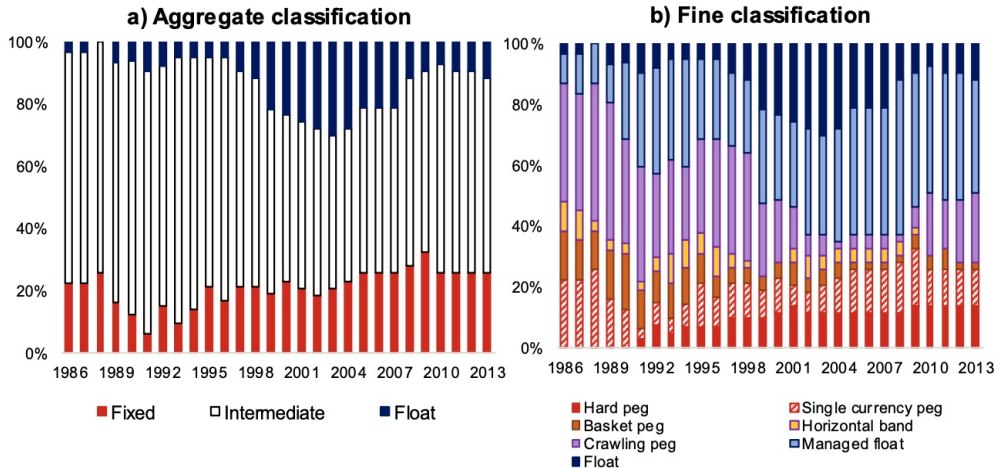 a) Aggregate classification
100%
80%
60%
40%
20%
0%
1986 1989 1992 1995 1998 2001 2004 2007 2010 2013
Fixed Intermediate Float
b) Fine classification
100%
80%
60%
40%
20%
0%
1986 1989 1992 1995 1998 2001 2004 2007 2010 2013
Hard peg Single currency peg
Basket peg Horizontal band
Crawling peg Managed float
Float